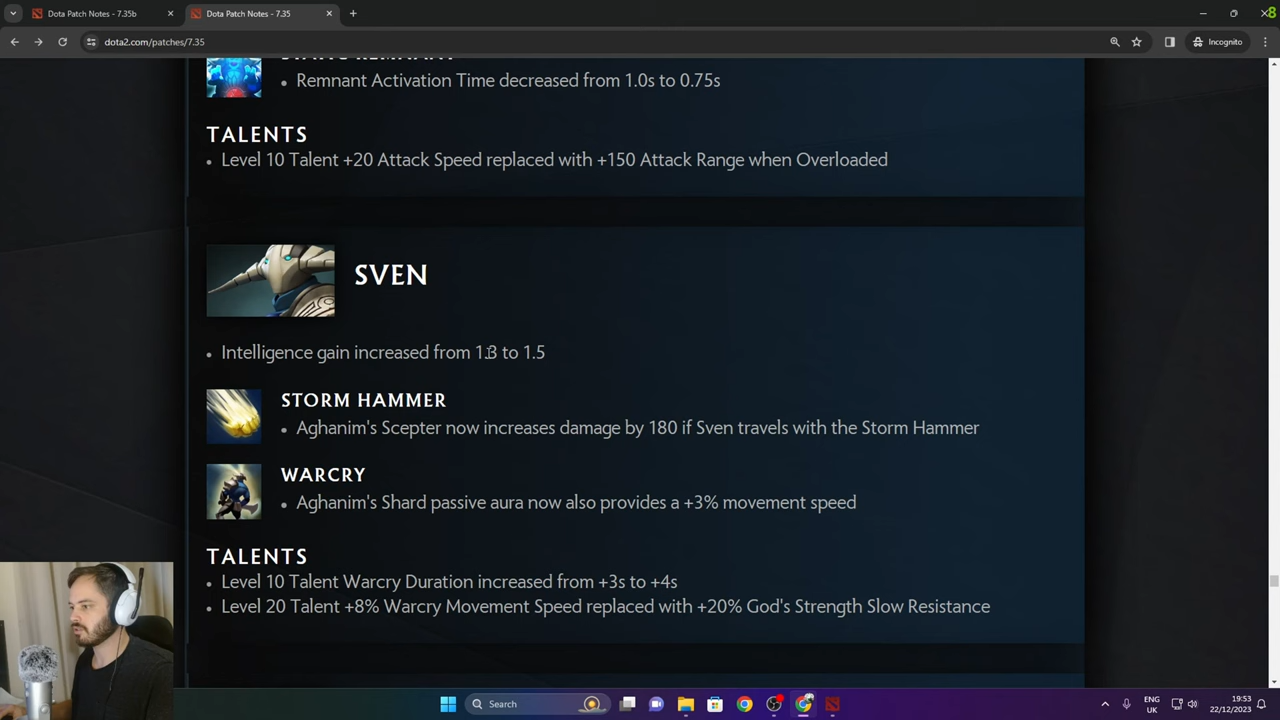 Dota Patch Notes - 7.35b
Dota Patch Notes - 7.35
8
dota2.com/patches/7.35
Incognito
Remnant Activation Time decreased from 1.0s to 0.75s
TALENTS
Level 10 Talent +20 Attack Speed replaced with +150 Attack Range when Overloaded
SVEN
Intelligence gain increased from 1.3 to 1.5
STORM HAMMER
Aghanim's Scepter now increases damage by 180 if Sven travels with the Storm Hammer
WARCRY
Aghanim's Shard passive aura now also provides a +3% movement speed
TALENTS
Level 10 Talent Warcry Duration increased from +3s to +4s
Level 20 Talent +8% Warcry Movement Speed replaced with +20% God's Strength Slow Resistance
Search
ENG
UK
19:53
22/12/2023